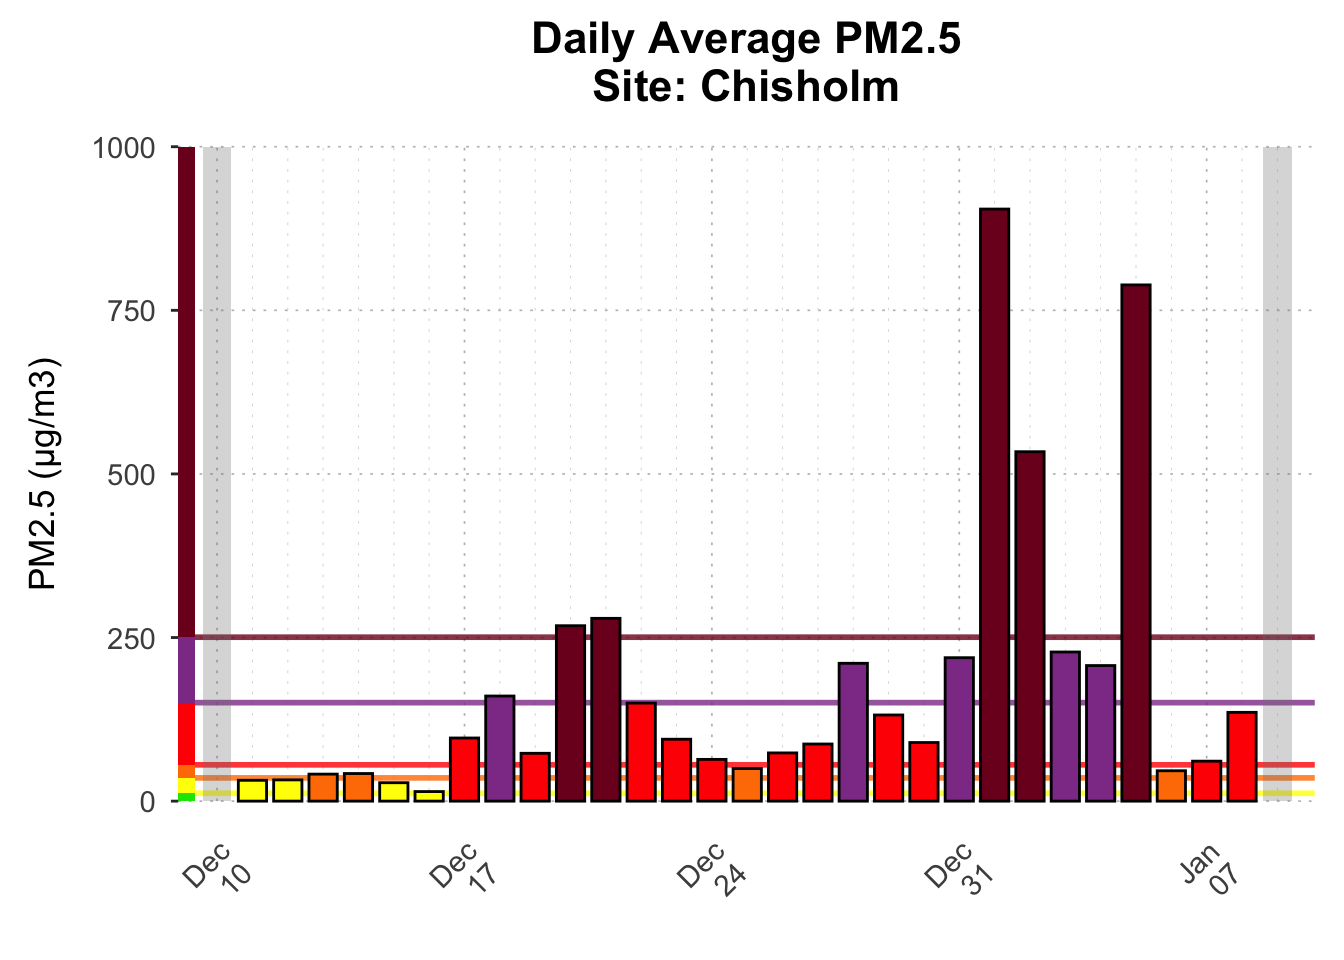 Daily Average PM2.5
Site: Chisholm
PM2.5 (µg/m3)
1000
750
500
250
0
Dec
10
Dec
17
Dec
24
Dec
31
Jan
07